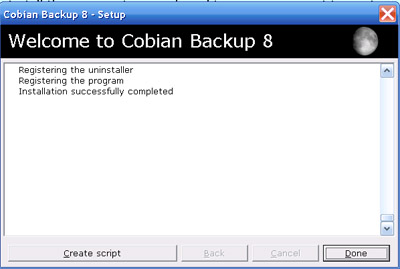 Cobian Backup 8 - Setup
Welcome to Cobian Backup 8
Registering the uninstaller
Registering the program
Installation successfully completed
Create script
Back
Cancel
Done